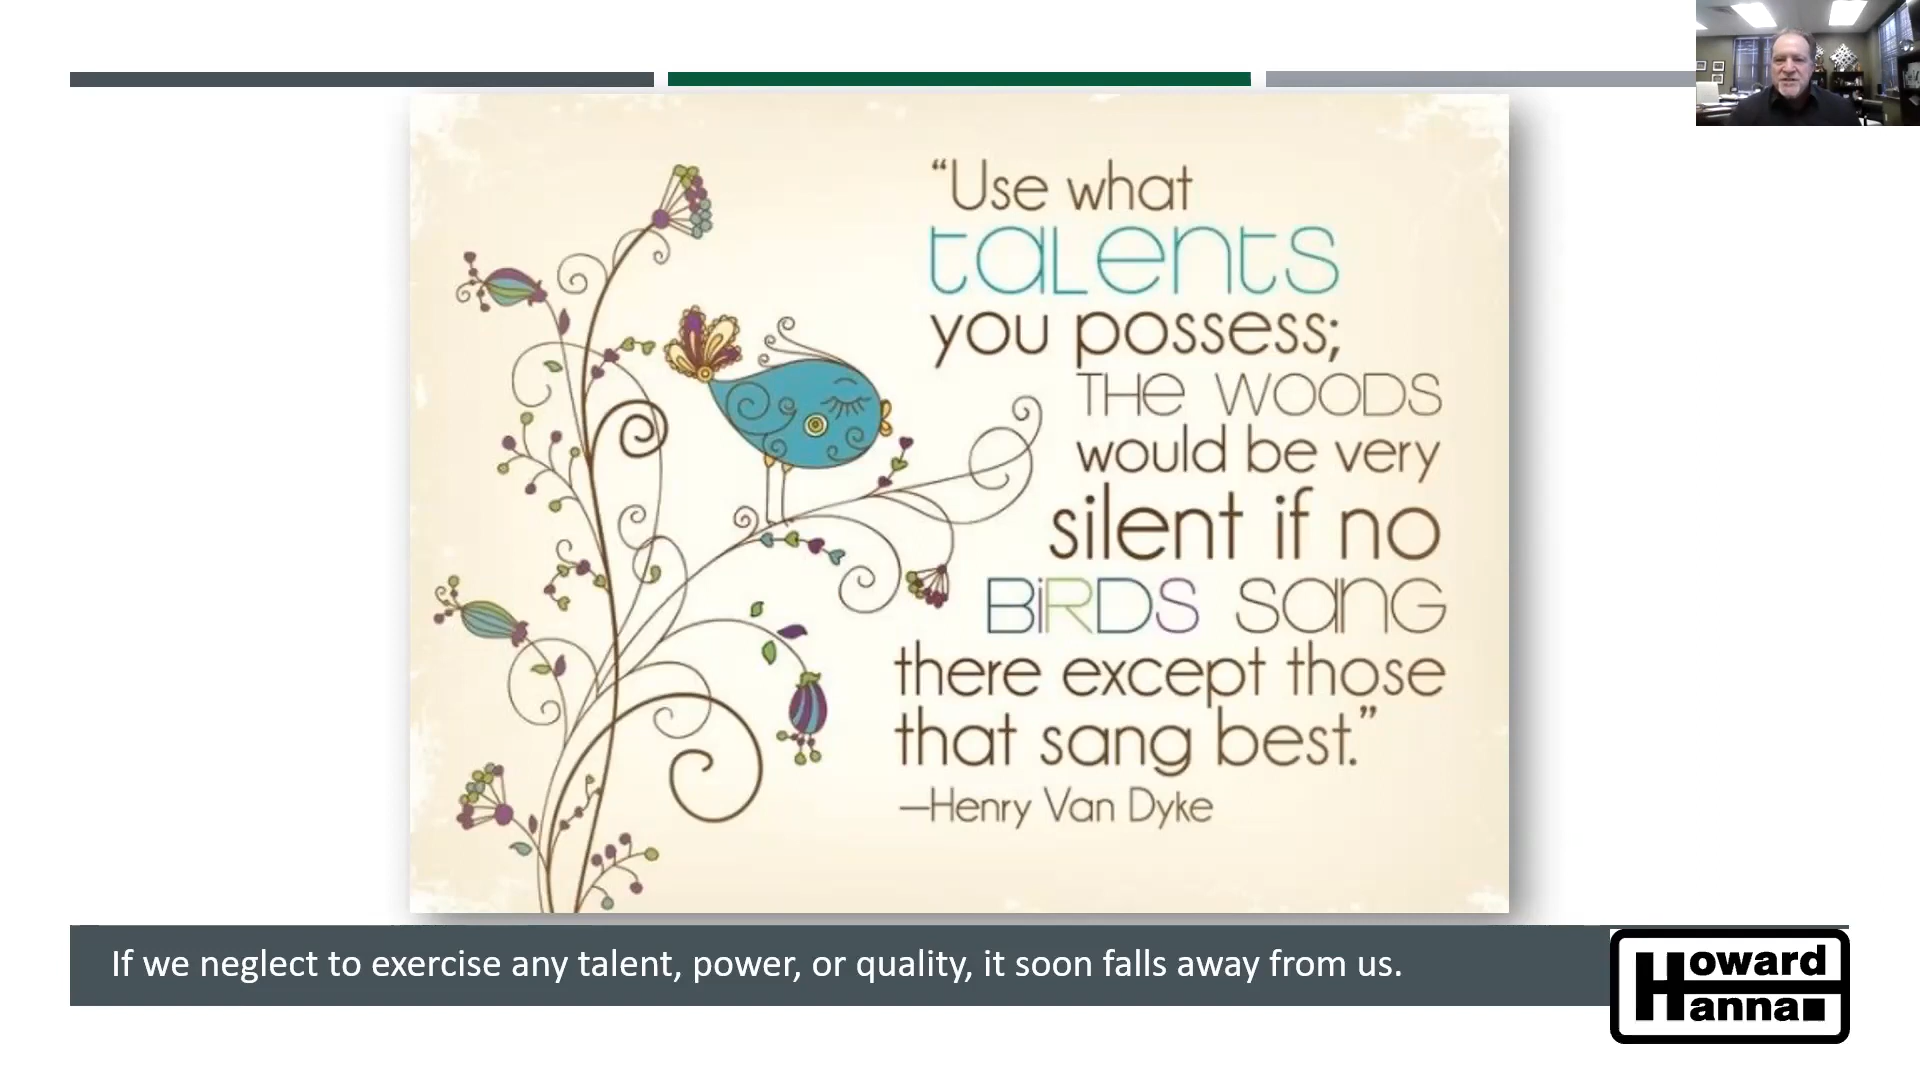 “Use what
talents
you possess;
THe WOODS
would be very
silent if no
BiRDS SanG
there except those
that sang best.”
—Henry Van Dyke
If we neglect to exercise any talent, power, or quality, it soon falls away from us.
Howard
Hanna